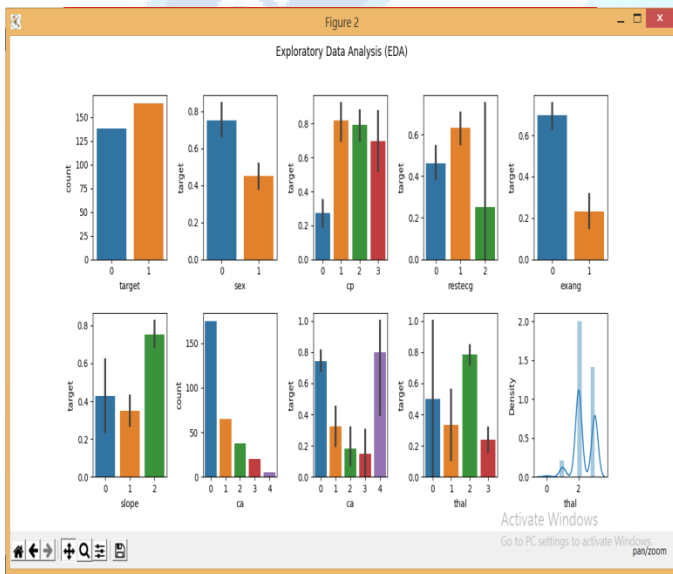 Figure 2
Exploratory Data Analysis (EDA)
150
125
100
75
50
25
0
count
0 1
target
0.8
0.6
0.4
0.2
0.0
target
0 1
sex
0.8
0.6
0.4
0.2
0.0
target
0 1 2 3
cp
0.6
0.4
0.2
0.0
target
0 1 2
restecg
0.6
0.4
0.2
0.0
target
0 1
exang
0.8
0.6
0.4
0.2
0.0
target
0 1 2
slope
150
100
50
0
count
0 1 2 3 4
ca
1.0
0.8
0.6
0.4
0.2
0.0
target
0 1 2 3 4
ca
1.0
0.8
0.6
0.4
0.2
0.0
target
0 1 2 3
thal
2.0
1.5
1.0
0.5
0.0
Density
0 2
thal
Activate Windows
Go to PC settings to activate Windows.
pan/zoom